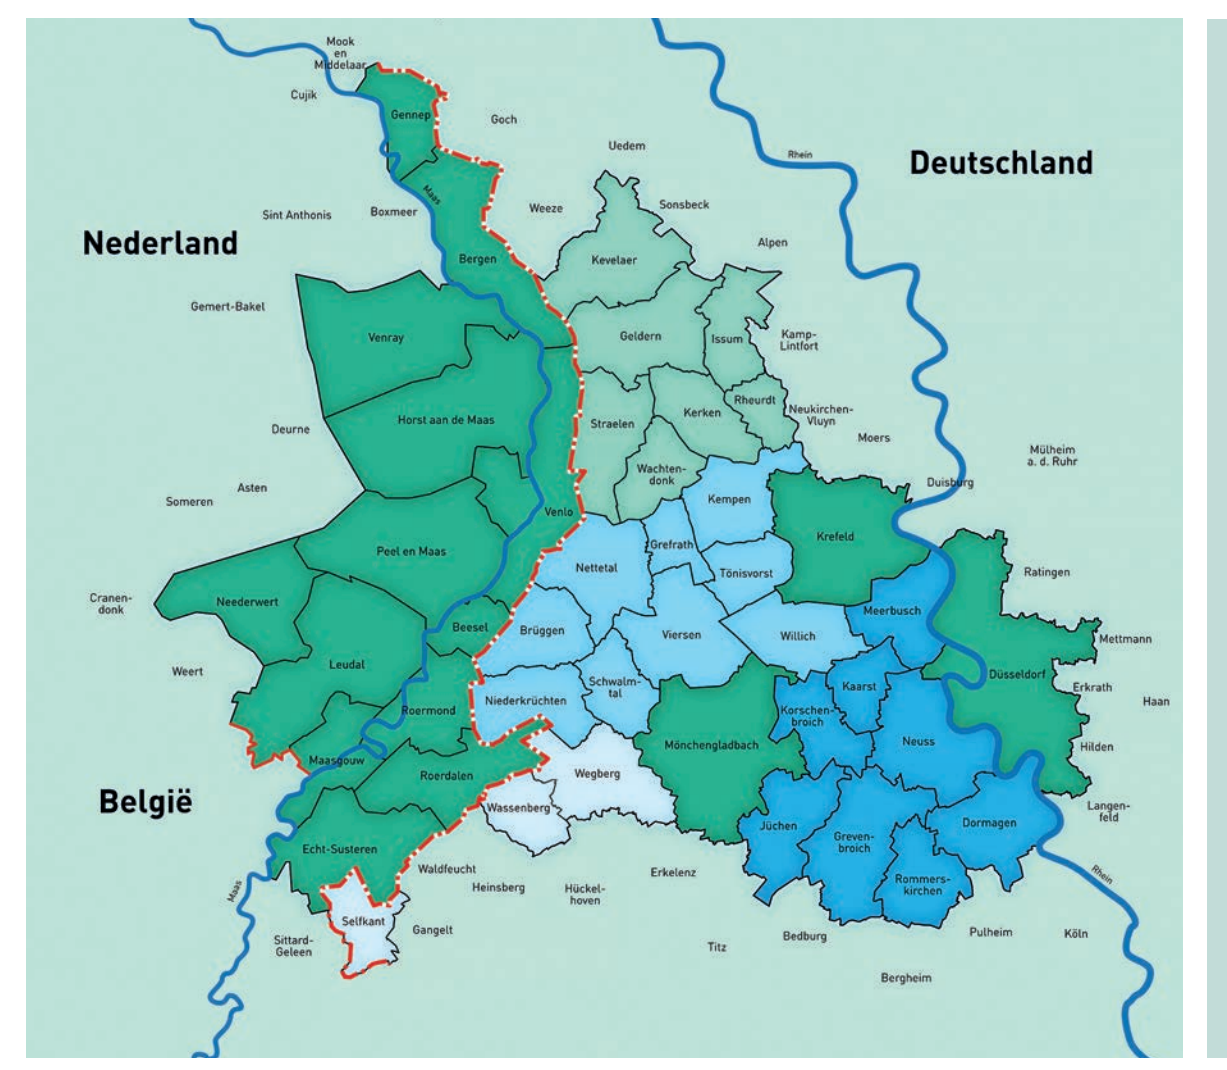 Mook
en
Middelaar
Cujik
Gennep
Goch
Uedem
Rhein
Deutschland
Maas
Sint Anthonis
Boxmeer
Weeze
Sonsbeck
Nederland
Alpen
Bergen
Kevelaer
Gemert-Bakel
Venray
Geldern
Issum
Kamp-
Lintfort
Horst aan de Maas
Straelen
Kerken
Rheurdt
Neukirchen-
Vluyn
Deurne
Moers
Mülheim
a. d. Ruhr
Wachten-
donk
Asten
Someren
Duisburg
Kempen
Venlo
Krefeld
Peel en Maas
Grefrath
Nettetal
Tönisvorst
Ratingen
Cranen-
donk
Neederwert
Meerbusch
Beesel
Brüggen
Viersen
Willich
Mettmann
Weert
Leudal
Düsseldorf
Schwalm-
tal
Kaarst
Erkrath
Haan
Niederkrüchten
Roermond
Korschen-
broich
Mönchengladbach
Neuss
Hilden
Maasgouw
Roerdalen
Wegberg
België
Wassenberg
Langen-
feld
Jüchen
Greven-
broich
Dormagen
Echt-Susteren
Waldfeucht
Heinsberg
Hückel-
hoven
Erkelenz
Rommers-
kirchen
Rhein
Maas
Selfkant
Gangelt
Sittard-
Geleen
Titz
Bedburg
Pulheim
Köln
Bergheim